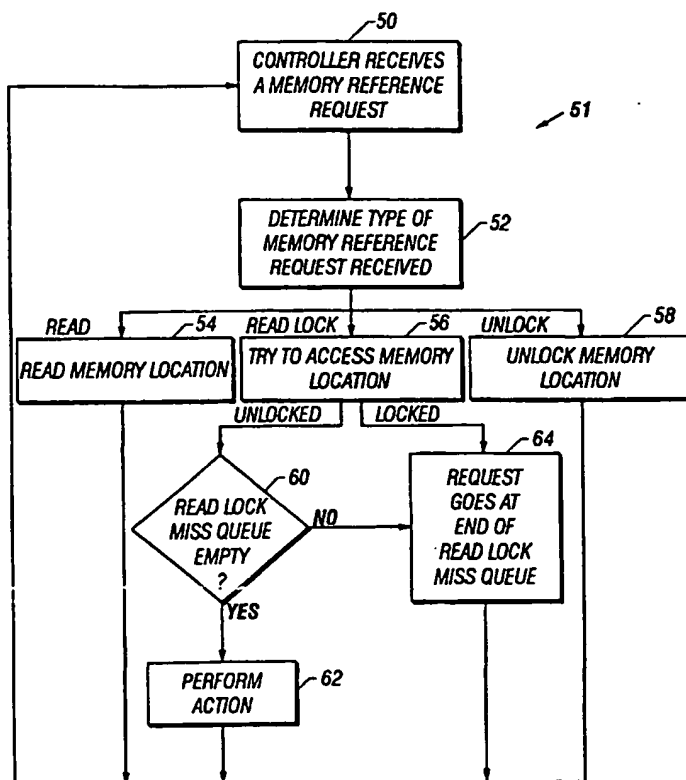 50
CONTROLLER RECEIVES
A MEMORY REFERENCE
REQUEST
51
DETERMINE TYPE OF
MEMORY REFERENCE
REQUEST RECEIVED
52
READ
54
READ LOCK
56
UNLOCK
58
READ MEMORY LOCATION
TRY TO ACCESS MEMORY
LOCATION
UNLOCK MEMORY
LOCATION
UNLOCKED
LOCKED
60
READ LOCK
MISS QUEUE
EMPTY
?
NO
YES
64
REQUEST
GOES AT
END OF
READ LOCK
MISS QUEUE
PERFORM
ACTION
62